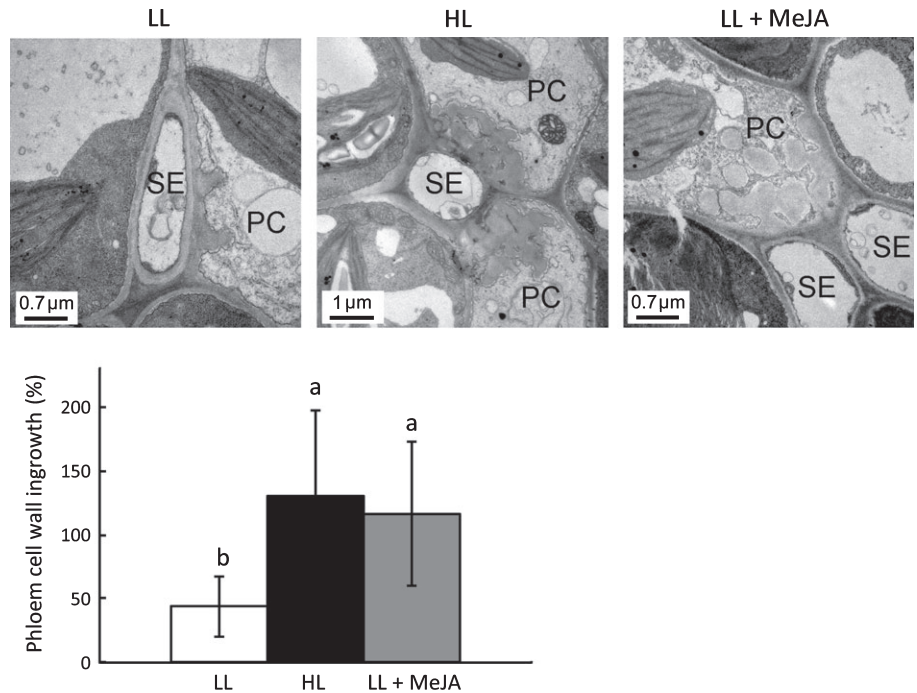 LL
HL
LL + MeJA
SE
PC
0.7 µm
PC
SE
PC
1 µm
PC
SE
SE
0.7 µm
Phloem cell wall ingrowth (%)
200
150
100
50
0
b
a
a
LL
HL
LL + MeJA